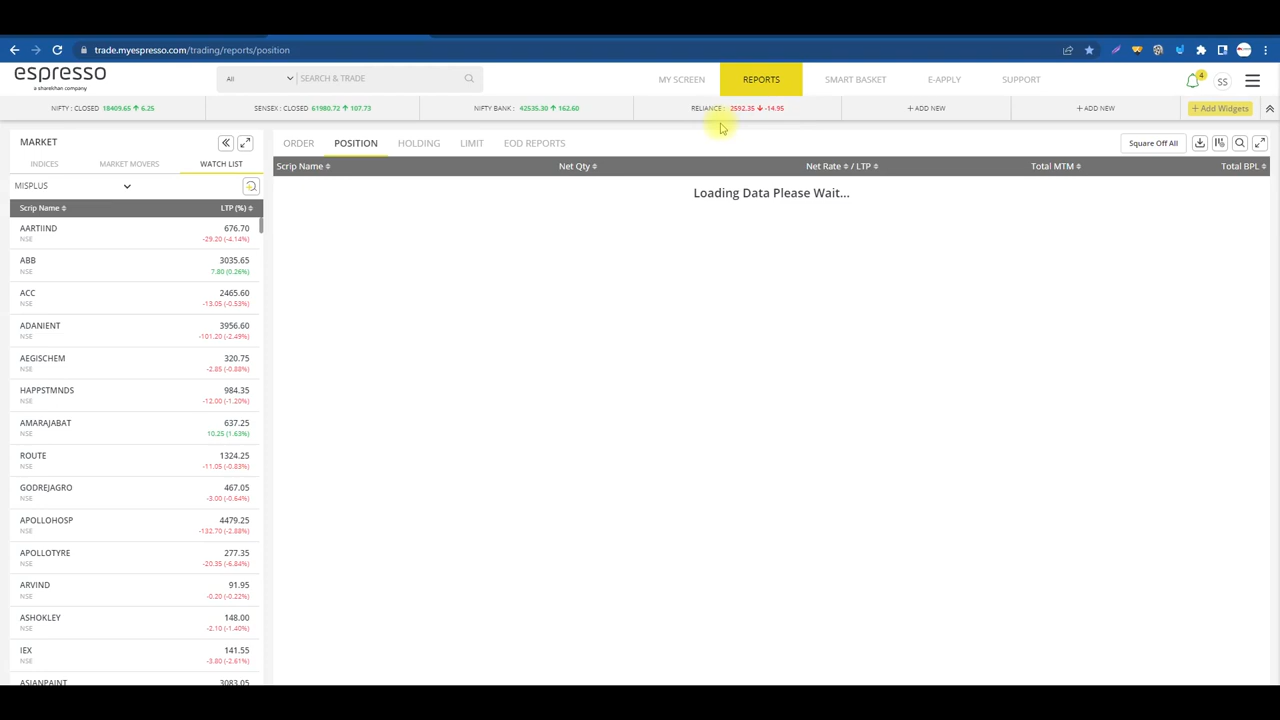 trade.myespresso.com/trading/reports/position
espresso
a sharekhan company
All
SEARCH & TRADE
MY SCREEN
REPORTS
SMART BASKET
E-APPLY
SUPPORT
4
SS
NIFTY : CLOSED 18409.65 6.25
SENSEX : CLOSED 61980.72 107.73
NIFTY BANK : 42535.30 162.60
RELIANCE : 2592.35 -14.95
+ ADD NEW
+ ADD NEW
+ Add Widgets
MARKET
INDICES
MARKET MOVERS
WATCH LIST
MISPLUS
Scrip Name
LTP (%)
AARTIIND 676.70
NSE -29.20 (-4.14%)
ABB 3035.65
NSE 7.80 (0.26%)
ACC 2465.60
NSE -13.05 (-0.53%)
ADANIENT 3956.60
NSE -101.20 (-2.49%)
AEGISCHEM 320.75
NSE -2.85 (-0.88%)
HAPPSTMNDS 984.35
NSE -12.00 (-1.20%)
AMARAJABAT 637.25
NSE 10.25 (1.63%)
ROUTE 1324.25
NSE -11.05 (-0.83%)
GODREJAGRO 467.05
NSE -3.00 (-0.64%)
APOLLOHOSP 4479.25
NSE -132.70 (-2.88%)
APOLLOTYRE 277.35
NSE -20.35 (-6.84%)
ARVIND 91.95
NSE -0.20 (-0.22%)
ASHOKLEY 148.00
NSE -2.10 (-1.40%)
IEX 141.55
NSE -3.80 (-2.61%)
ASIANPAINT 3083.05
ORDER
POSITION
HOLDING
LIMIT
EOD REPORTS
Square Off All
Scrip Name
Net Qty
Net Rate / LTP
Total MTM
Total BPL
Loading Data Please Wait...